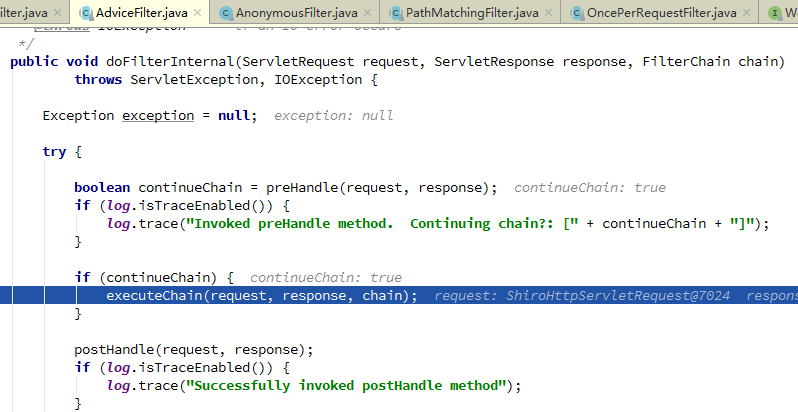 ilter.java × AdviceFilter.java × AnonymousFilter.java × PathMatchingFilter.java × OncePerRequestFilter.java × W
*/
public void doFilterInternal(ServletRequest request, ServletResponse response, FilterChain chain)
throws ServletException, IOException {
Exception exception = null; exception: null
try {
boolean continueChain = preHandle(request, response); continueChain: true
if (log.isTraceEnabled()) {
log.trace("Invoked preHandle method.  Continuing chain?: [" + continueChain + "]");
}
if (continueChain) { continueChain: true
executeChain(request, response, chain); request: ShiroHttpServletRequest@7024 respons
}
postHandle(request, response);
if (log.isTraceEnabled()) {
log.trace("Successfully invoked postHandle method");
}